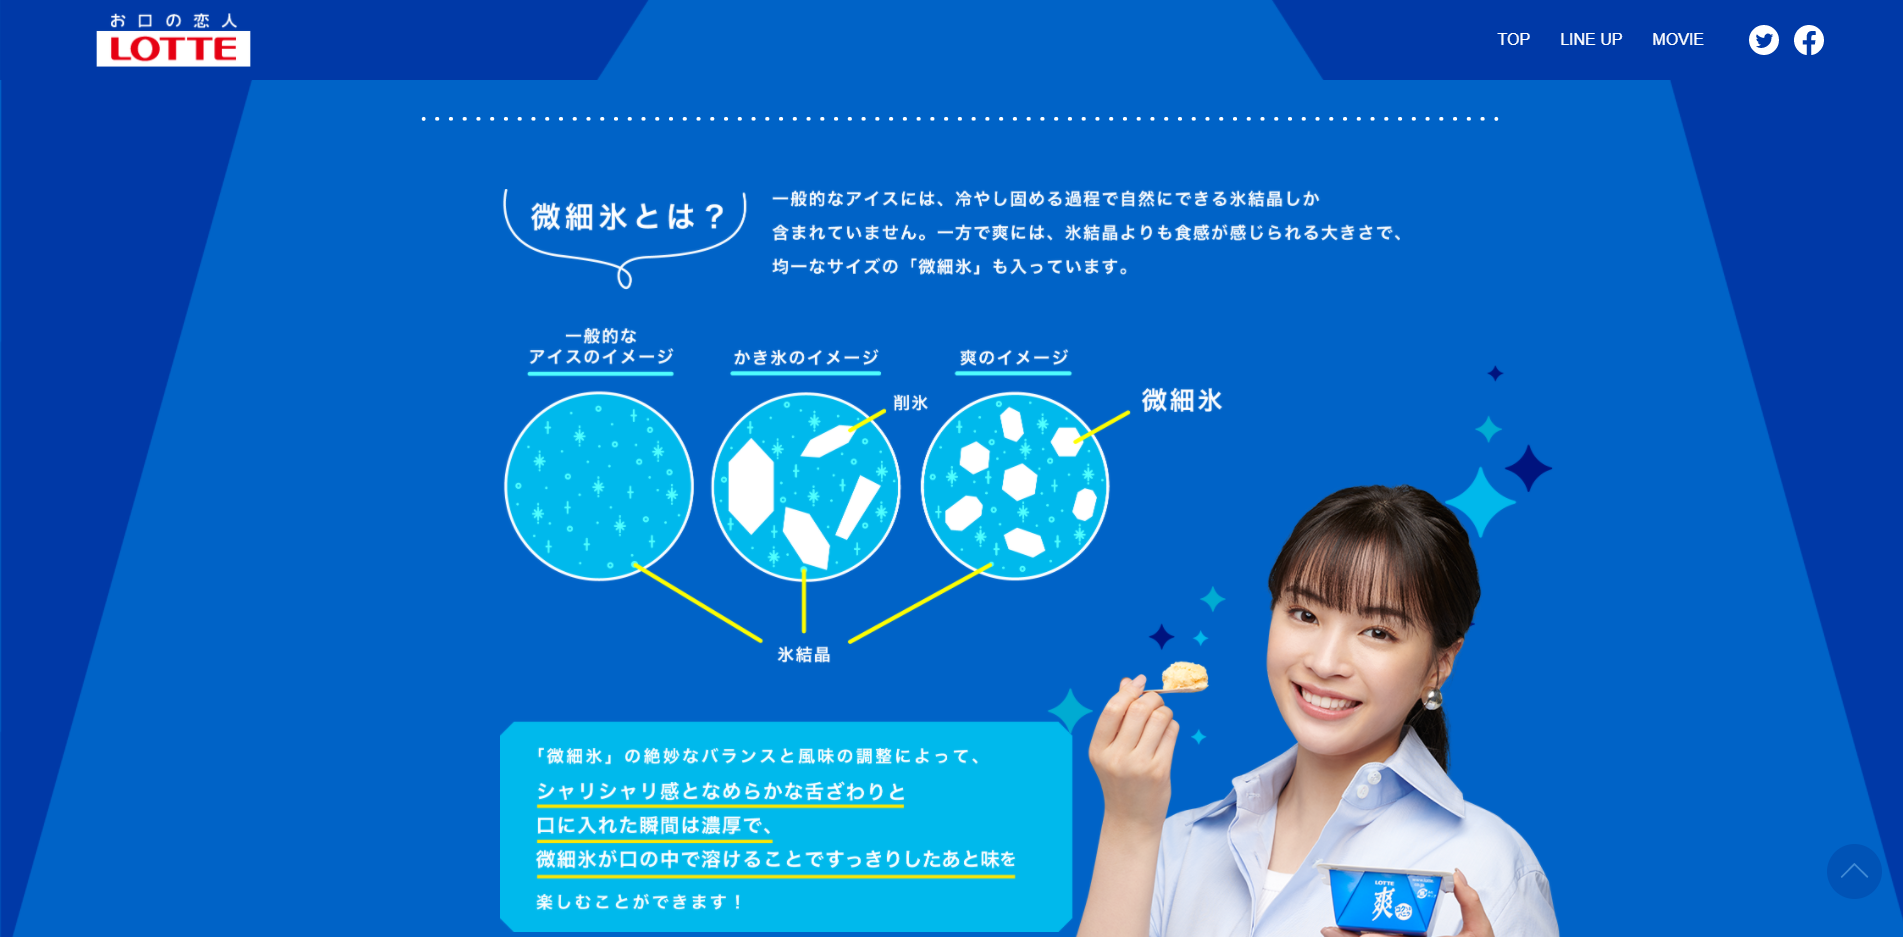 お口の恋人
LOTTE
TOP LINE UP MOVIE
微細氷とは？
一般的なアイスには、冷やし固める過程で自然にできる氷結晶しか
含まれていません。一方で爽には、氷結晶よりも食感が感じられる大きさで、
均一なサイズの「微細氷」も入っています。
一般的な
アイスのイメージ
かき氷のイメージ
爽のイメージ
削氷
微細氷
氷結晶
「微細氷」の絶妙なバランスと風味の調整によって、
シャリシャリ感となめらかな舌ざわりと
口に入れた瞬間は濃厚で、
微細氷が口の中で溶けることですっきりしたあと味を
楽しむことができます！
LOTTE
爽